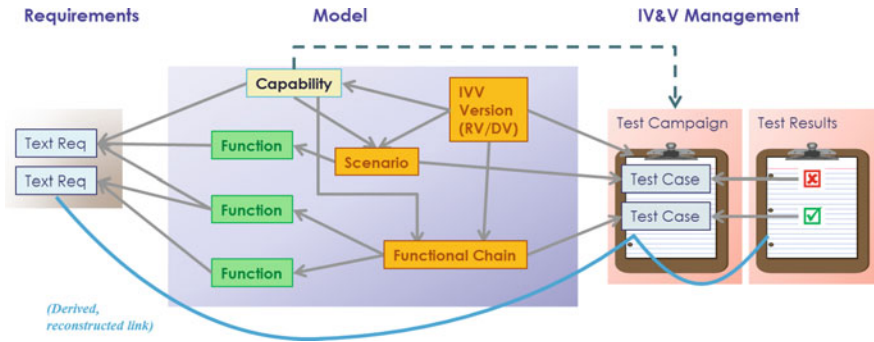 Requirements
Model
IV&V Management
Capability
IVV
Version
(RV/DV)
Test Campaign
Test Results
Text Req
Function
Scenario
Test Case
Text Req
Function
Test Case
Functional Chain
Function
(Derived,
reconstructed link)